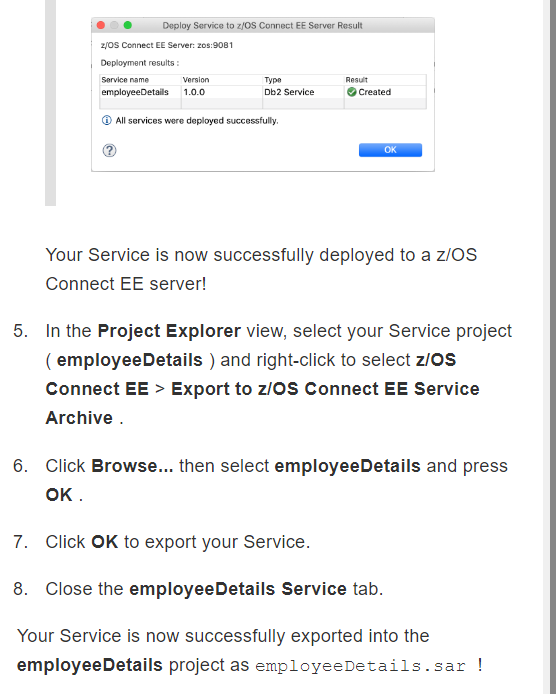 Deploy Service to z/OS Connect EE Server Result
z/OS Connect EE Server: zos:9081
Deployment results :
Service name Version Type Result
employeeDetails 1.0.0 Db2 Service Created
All services were deployed successfully.
? OK
Your Service is now successfully deployed to a z/OS
Connect EE server!
5. In the Project Explorer view, select your Service project
( employeeDetails ) and right-click to select z/OS
Connect EE > Export to z/OS Connect EE Service
Archive .
6. Click Browse... then select employeeDetails and press
OK .
7. Click OK to export your Service.
8. Close the employeeDetails Service tab.
Your Service is now successfully exported into the
employeeDetails project as employeeDetails.sar !